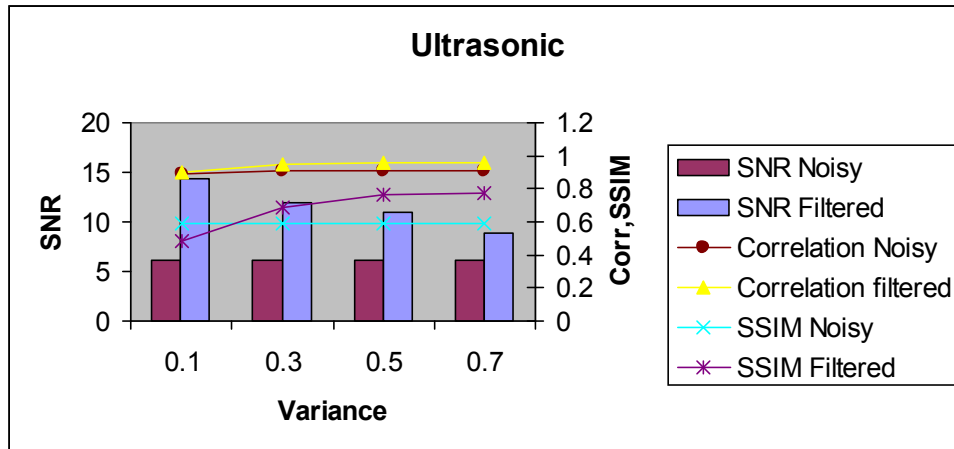 Ultrasonic
SNR
20
15
10
5
0
1.2
1
0.8
0.6
0.4
0.2
0
Corr,SSIM
0.1 0.3 0.5 0.7
Variance
SNR Noisy
SNR Filtered
Correlation Noisy
Correlation filtered
SSIM Noisy
SSIM Filtered